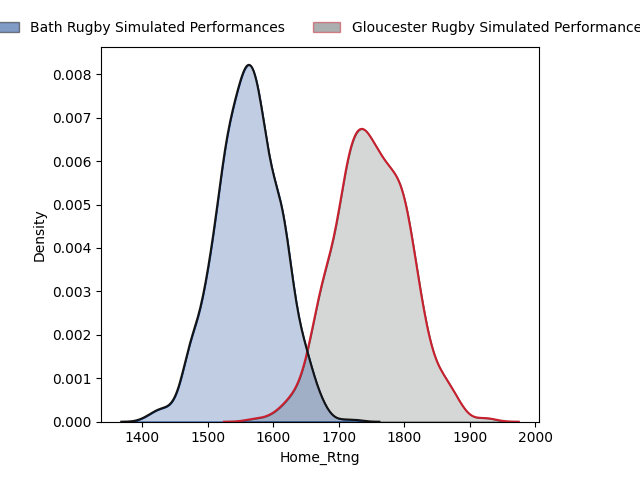 Bath Rugby Simulated Performances Gloucester Rugby Simulated Performance
0.008
0.007
0.006
0.005
0.004
0.003
0.002
0.001
0.000
Density
1400 1500 1600 1700 1800 1900 2000
Home_Rtng